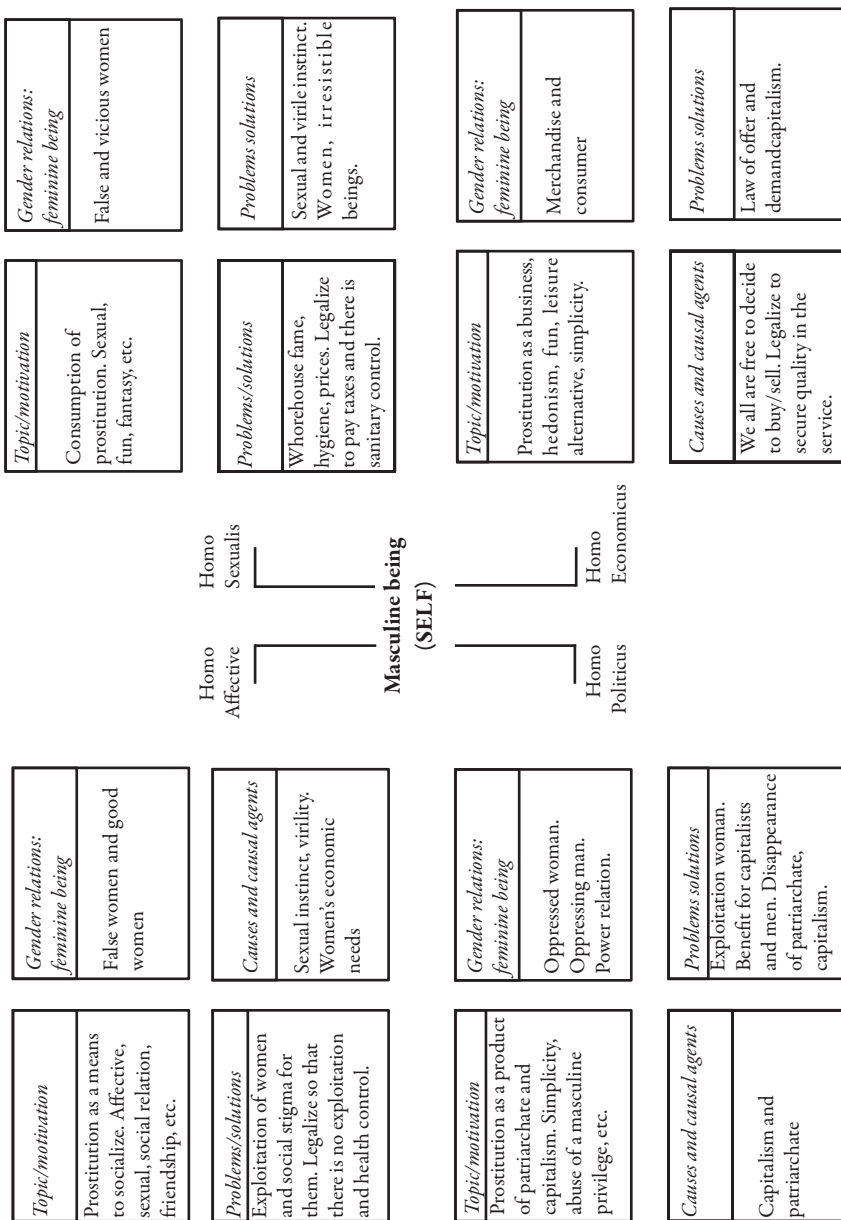 Topic/motivation
Prostitution as a means
to socialize. Affective,
sexual, social relation,
friendship, etc.
Gender relations:
feminine being
False women and good
women
Problems/solutions
Exploitation of women
and social stigma for
them. Legalize so that
there is no exploitation
and health control.
Causes and causal agents
Sexual instinct, virility.
Women’s economic
needs
Topic/motivation
Prostitution as a product
of patriarchate and
capitalism. Simplicity,
abuse of a masculine
privilege, etc.
Gender relations:
feminine being
Oppressed woman.
Oppressing man.
Power relation.
Causes and causal agents
Capitalism and
patriarchate
Problems solutions
Exploitation woman.
Benefit for capitalists
and men. Disappearance
of patriarchate,
capitalism.
Homo
Affective
Homo
Sexualis
Masculine being
(SELF)
Homo
Politicus
Homo
Economicus
Topic/motivation
Consumption of
prostitution. Sexual,
fun, fantasy, etc.
Gender relations:
feminine being
False and vicious women
Problems/solutions
Whorehouse fame,
hygiene, prices. Legalize
to pay taxes and there is
sanitary control.
Problems solutions
Sexual and virile instinct.
Women, irresistible
beings.
Topic/motivation
Prostitution as a business,
hedonism, fun, leisure
alternative, simplicity.
Gender relations:
feminine being
Merchandise and
consumer
Causes and causal agents
We all are free to decide
to buy/sell. Legalize to
secure quality in the
service.
Problems solutions
Law of offer and
demandcapitalism.